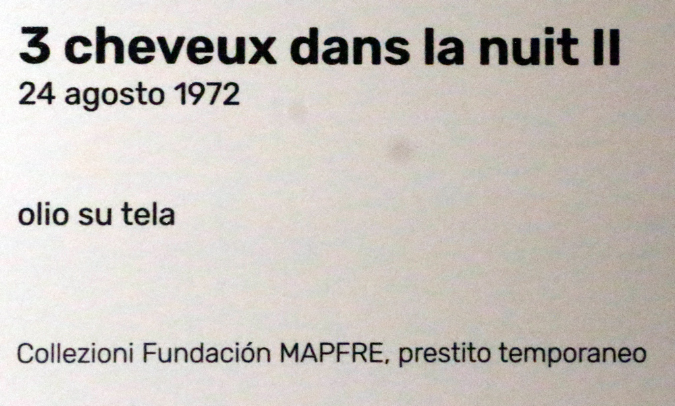 3 cheveux dans la nuit II
24 agosto 1972
olio su tela
Collezioni Fundación MAPFRE, prestito temporaneo